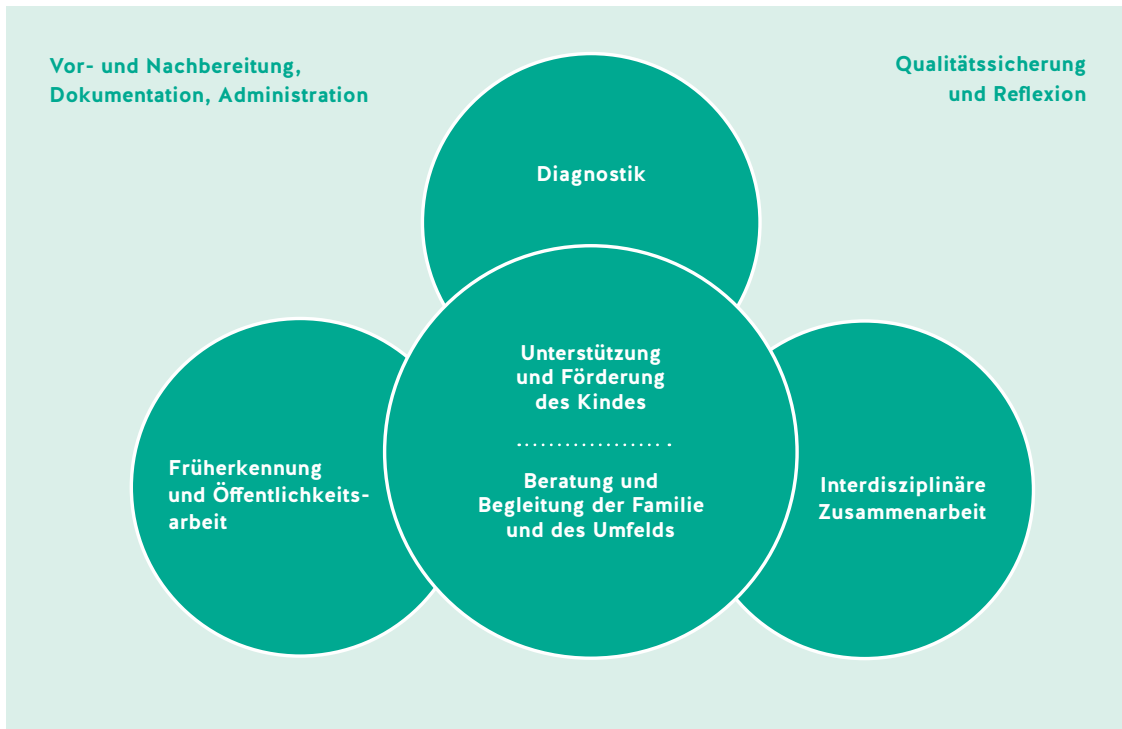 Vor- und Nachbereitung,
Dokumentation, Administration
Qualitätssicherung
und Reflexion
Diagnostik
Unterstützung
und Förderung
des Kindes
Beratung und
Begleitung der Familie
und des Umfelds
Früherkennung
und Öffentlichkeits-
arbeit
Interdisziplinäre
Zusammenarbeit